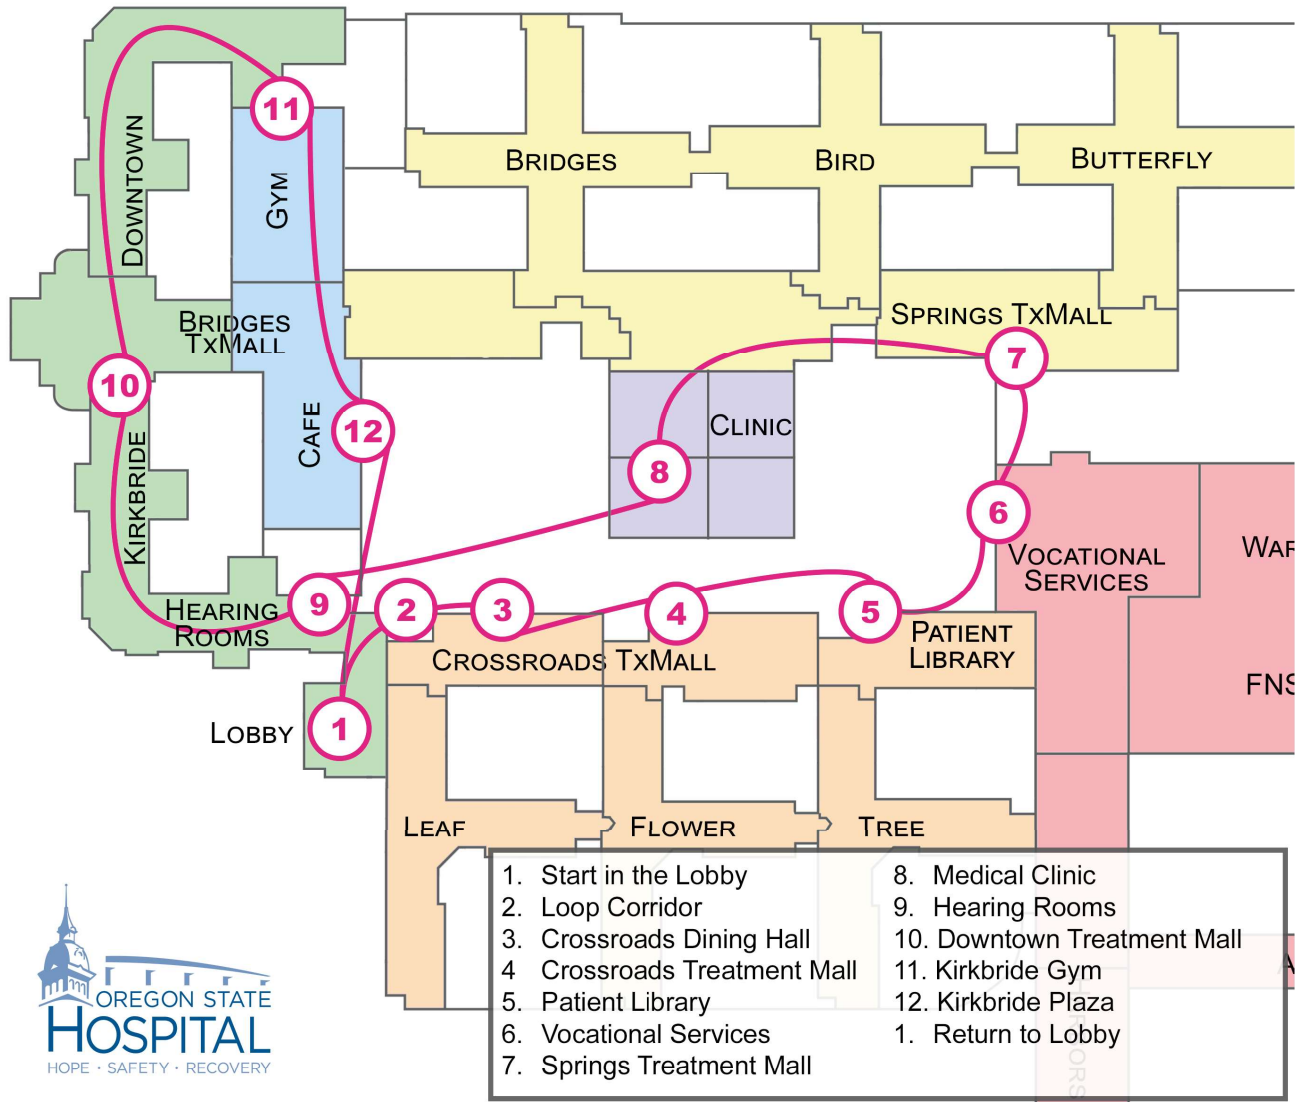 BRIDGES
BIRD
BUTTERFLY
DOWNTOWN
11
GYM
BRIDGES
TXMALL
SPRINGS TXMALL
7
10
12
CAFE
CLINIC
8
6
KIRKBRIDE
VOCATIONAL
SERVICES
HEARING
ROOMS
9
2
3
4
5
PATIENT
LIBRARY
CROSSROADS TXMALL
FNS
LOBBY
1
LEAF
FLOWER
TREE
1. Start in the Lobby
2. Loop Corridor
3. Crossroads Dining Hall
4 Crossroads Treatment Mall
5. Patient Library
6. Vocational Services
7. Springs Treatment Mall
8. Medical Clinic
9. Hearing Rooms
10. Downtown Treatment Mall
11. Kirkbride Gym
12. Kirkbride Plaza
1. Return to Lobby
OREGON STATE
HOSPITAL
HOPE · SAFETY · RECOVERY